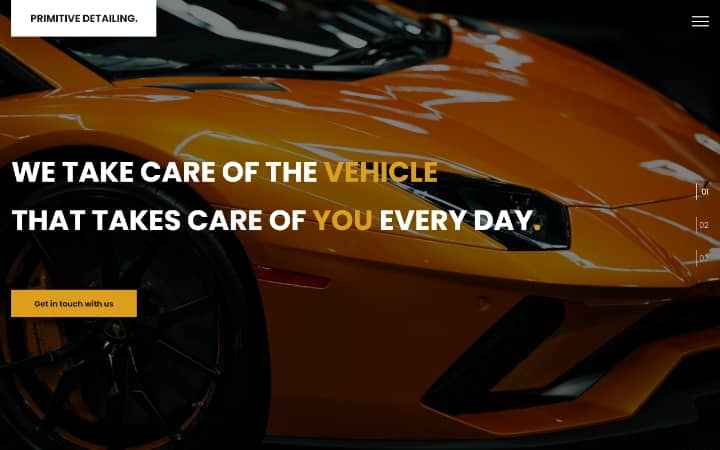 PRIMITIVE DETAILING.
WE TAKE CARE OF THE VEHICLE
THAT TAKES CARE OF YOU EVERY DAY.
Get in touch with us
01
02
03